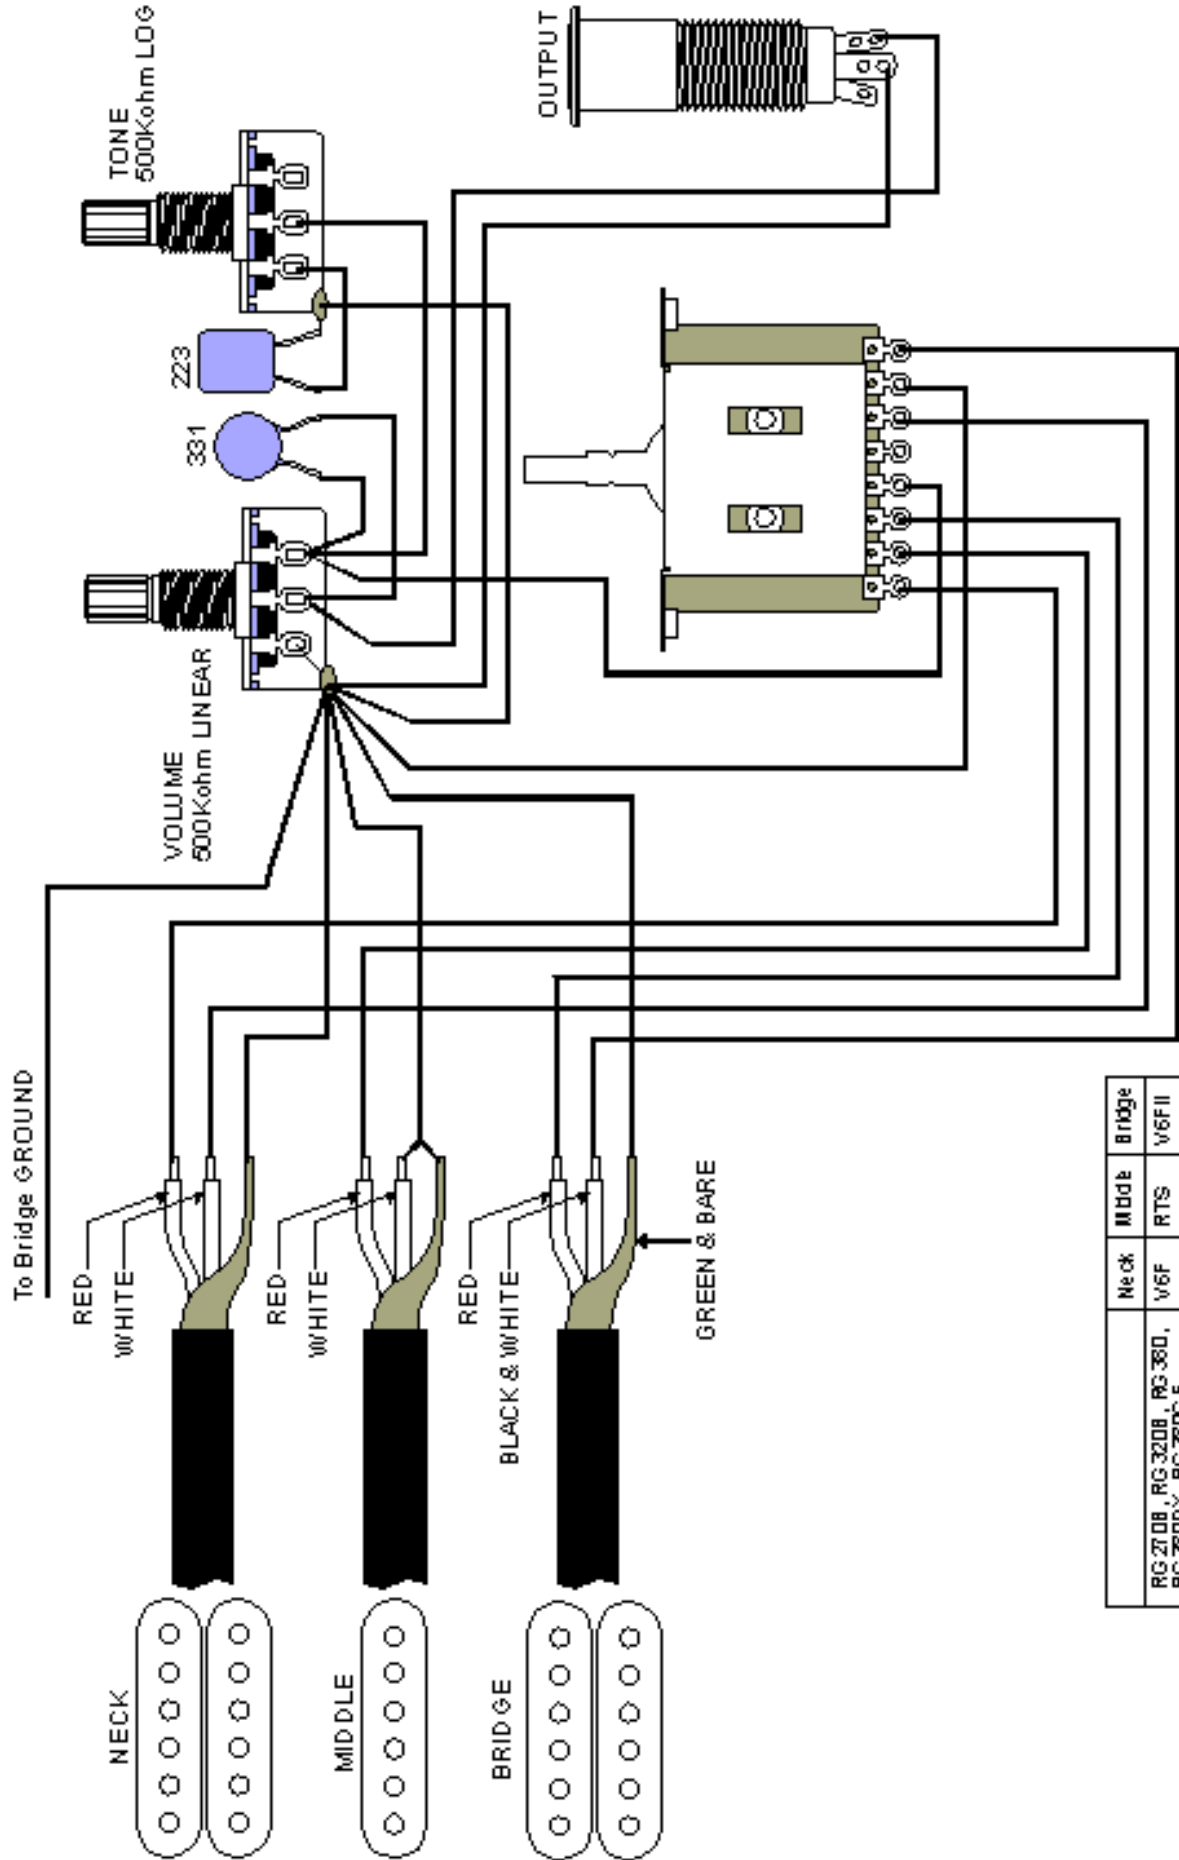 TONE
500Kohm LOG
OUTPUT
223
331
VOLUME
500Kohm LINEAR
To Bridge GROUND
RED
WHITE
NECK
RED
WHITE
MIDDLE
RED
BLACK & WHITE
GREEN & BARE
BRIDGE
Neck Middle Bridge
RG270B, RG320B, RG380, V6F RTS V6FII